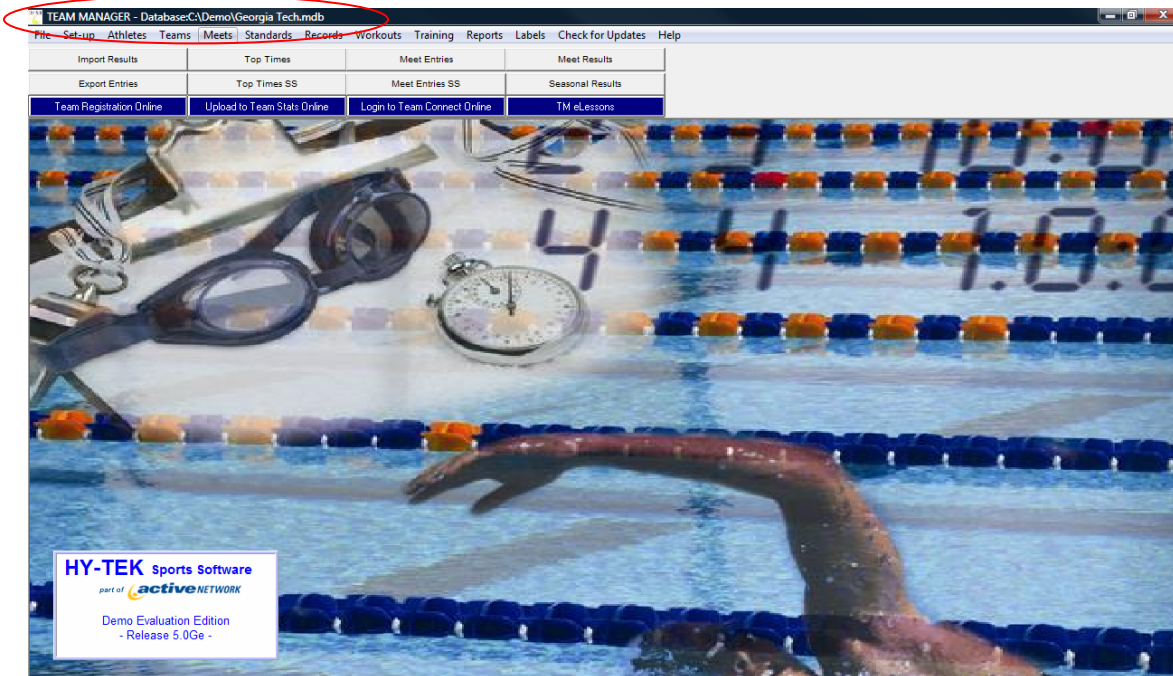 TEAM MANAGER - Database:C:\Demo\Georgia Tech.mdb
File Set-up Athletes Teams Meets Standards Records Workouts Training Reports Labels Check for Updates Help
Import Results Top Times Meet Entries Meet Results
Export Entries Top Times SS Meet Entries SS Seasonal Results
Team Registration Online Upload to Team Stats Online Login to Team Connect Online TM eLessons
4 4
HY-TEK Sports Software
part of active NETWORK
Demo Evaluation Edition
- Release 5.0Ge -